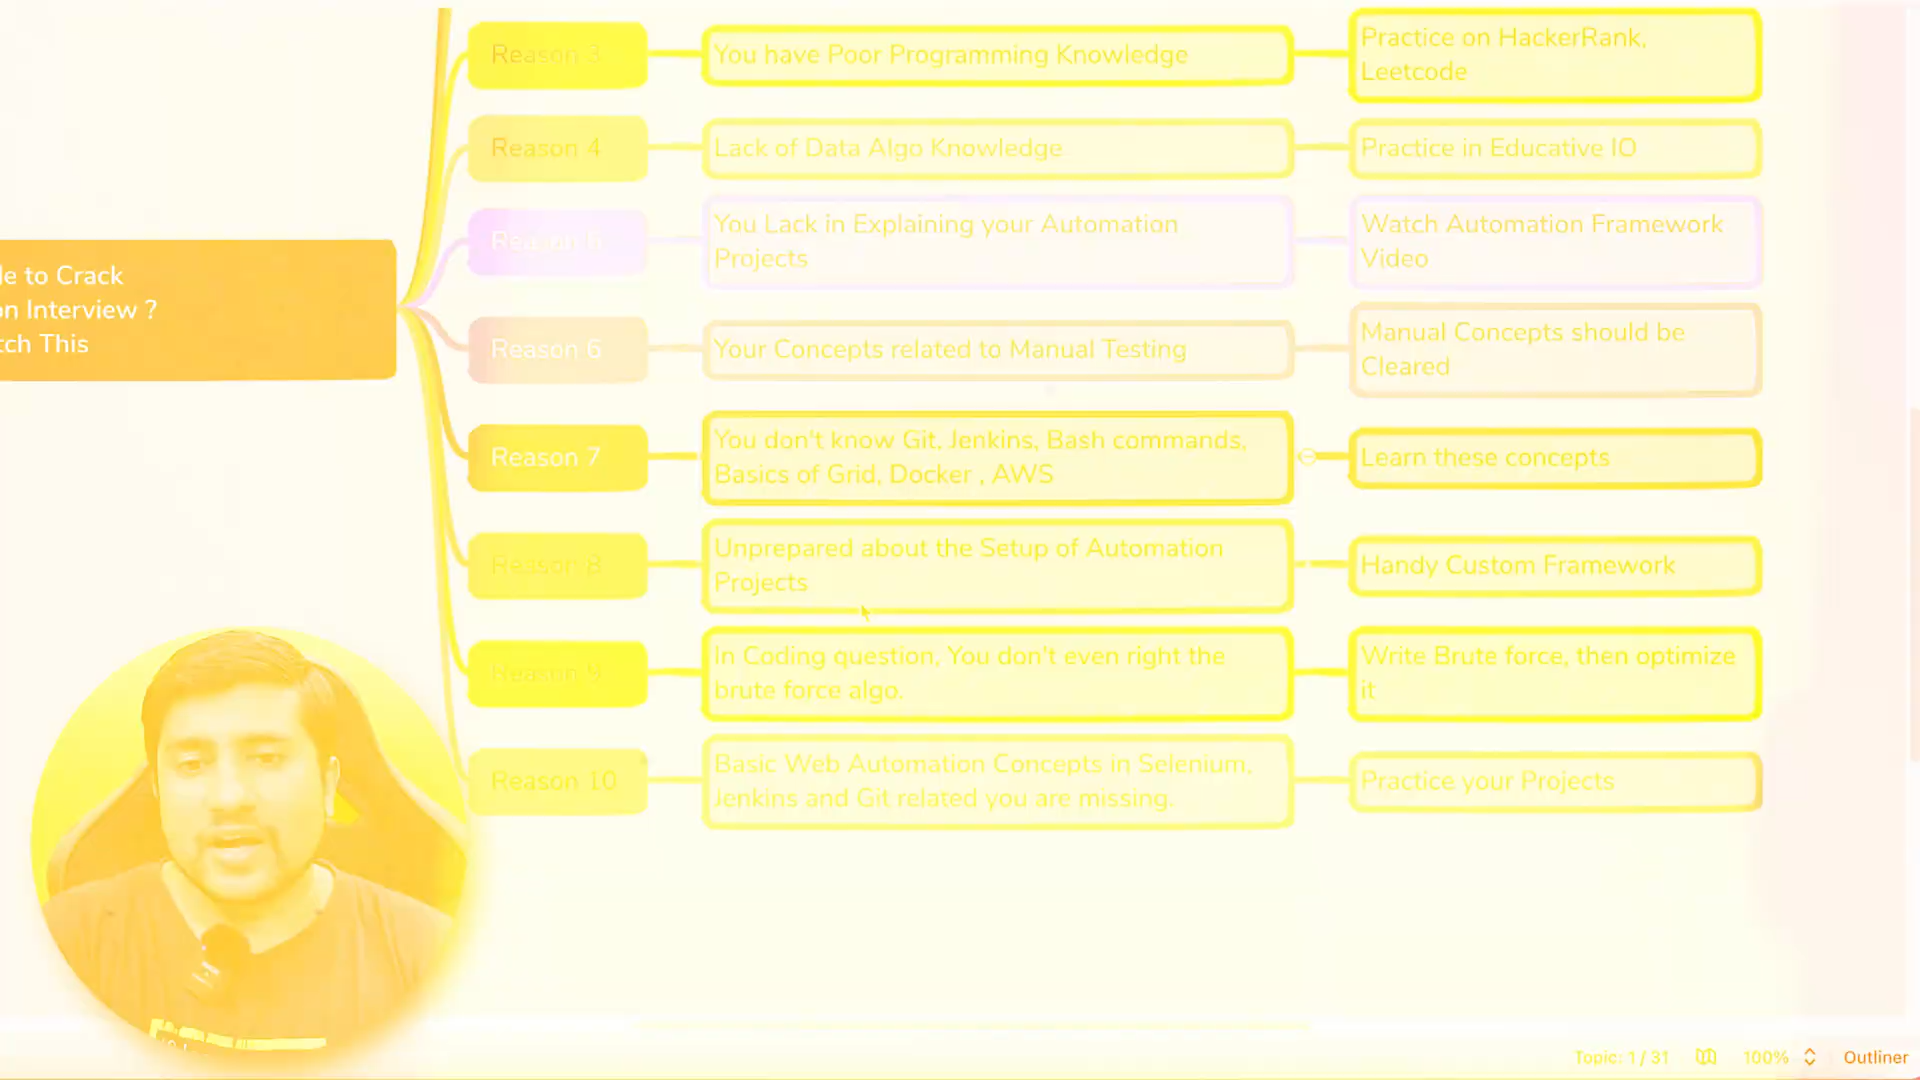 Reason 3
You have Poor Programming Knowledge
Practice on HackerRank,
Leetcode
Reason 4
Lack of Data Algo Knowledge
Practice in Educative IO
Reason 5
You Lack in Explaining your Automation
Projects
Watch Automation Framework
Video
le to Crack
on Interview ?
tch This
Reason 6
Your Concepts related to Manual Testing
Manual Concepts should be
Cleared
Reason 7
You don't know Git, Jenkins, Bash commands,
Basics of Grid, Docker , AWS
Learn these concepts
Reason 8
Unprepared about the Setup of Automation
Projects
Handy Custom Framework
Reason 9
In Coding question, You don't even right the
brute force algo.
Write Brute force, then optimize
it
Reason 10
Basic Web Automation Concepts in Selenium,
Jenkins and Git related you are missing.
Practice your Projects
Topic: 1 / 31
100%
Outliner